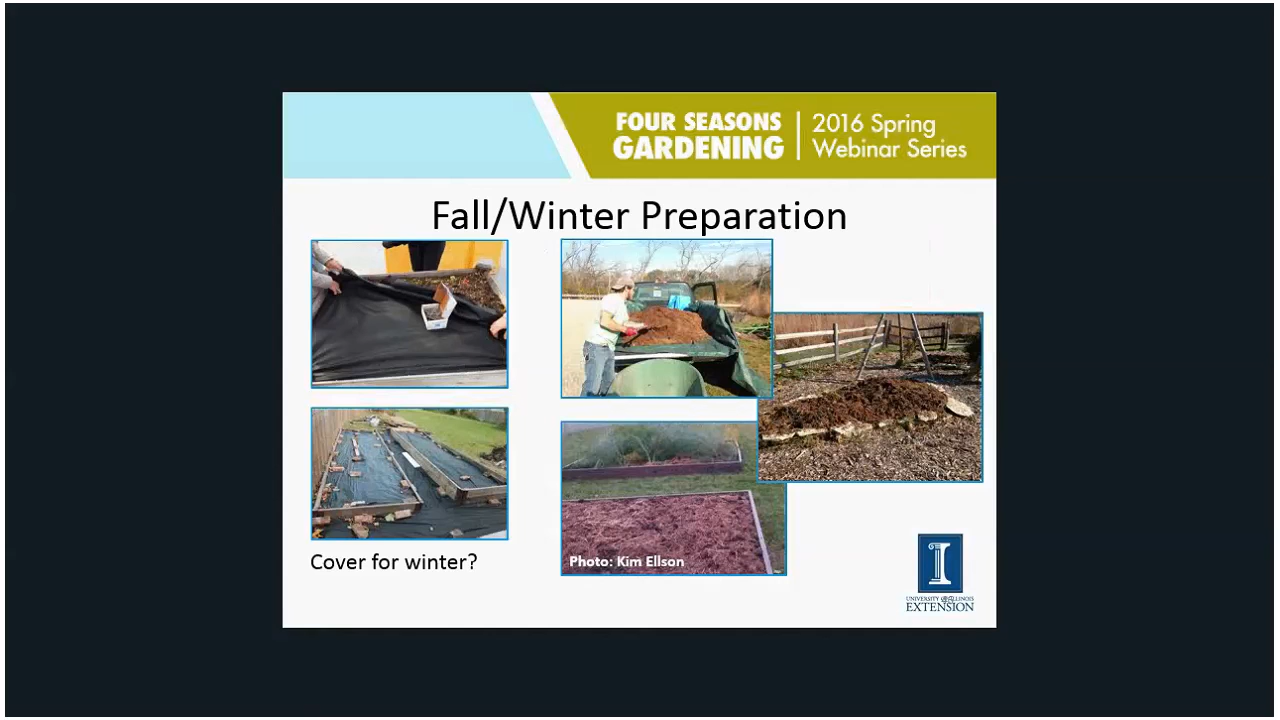 FOUR SEASONS
GARDENING
2016 Spring
Webinar Series
Fall/Winter Preparation
Cover for winter?
Photo: Kim Ellson
I
UNIVERSITY OF ILLINOIS
EXTENSION